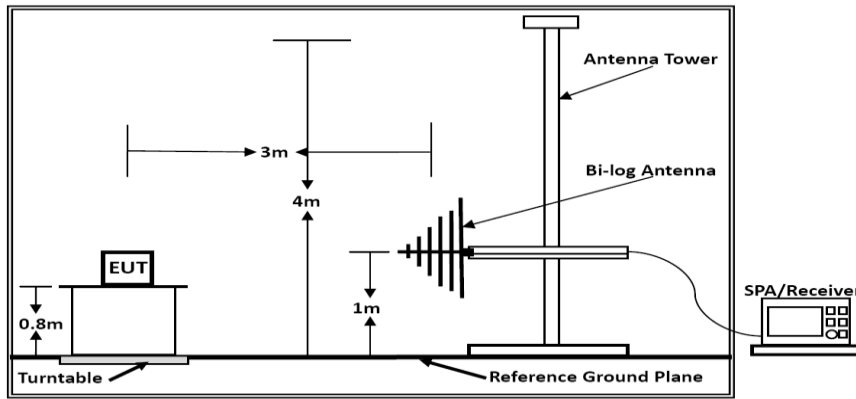 Antenna Tower
3m
Bi-log Antenna
4m
EUT
1m
0.8m
SPA/Receiver
Turntable
Reference Ground Plane